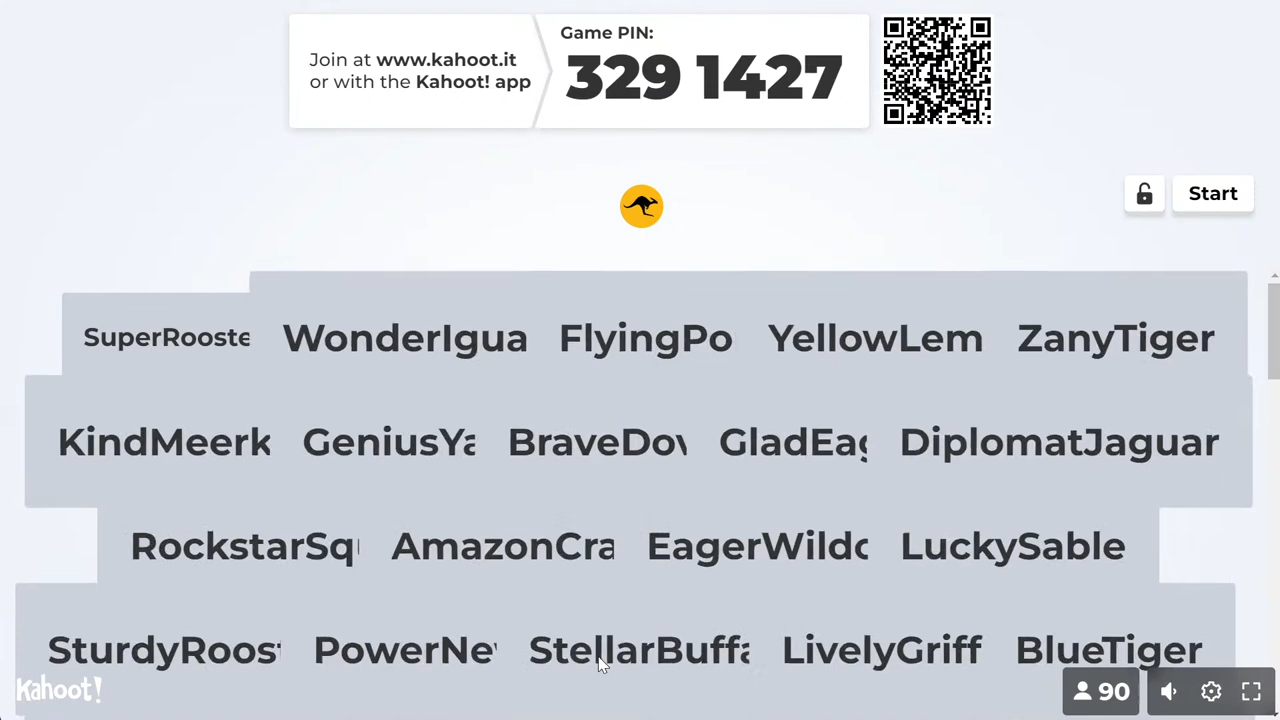 Join at www.kahoot.it
or with the Kahoot! app
Game PIN:
329 1427
Start
SuperRooste WonderIgua FlyingPo YellowLem ZanyTiger
KindMeerk GeniusYa BraveDov GladEag DiplomatJaguar
RockstarSq AmazonCra EagerWildc LuckySable
SturdyRoost PowerNe StellarBuffa LivelyGriff BlueTiger
Kahoot!
90